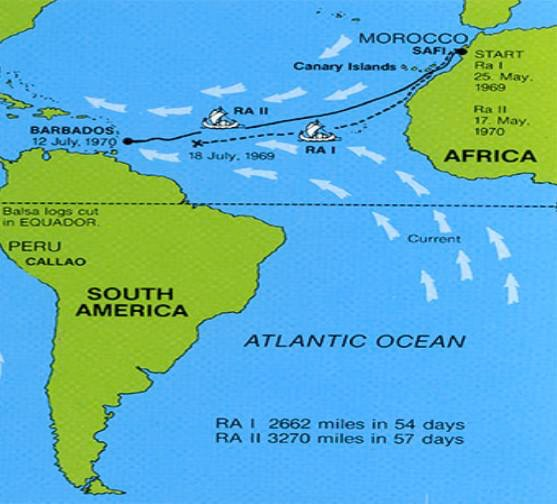 MOROCCO
SAFI
Canary Islands
START
Ra I
25. May.
1969
Ra II
17. May.
1970
RA II
BARBADOS
12 July, 1970
18 July, 1969
RA I
AFRICA
Balsa logs cut
in EQUADOR.
PERU
CALLAO
Current
SOUTH
AMERICA
ATLANTIC OCEAN
RA I 2662 miles in 54 days
RA II 3270 miles in 57 days